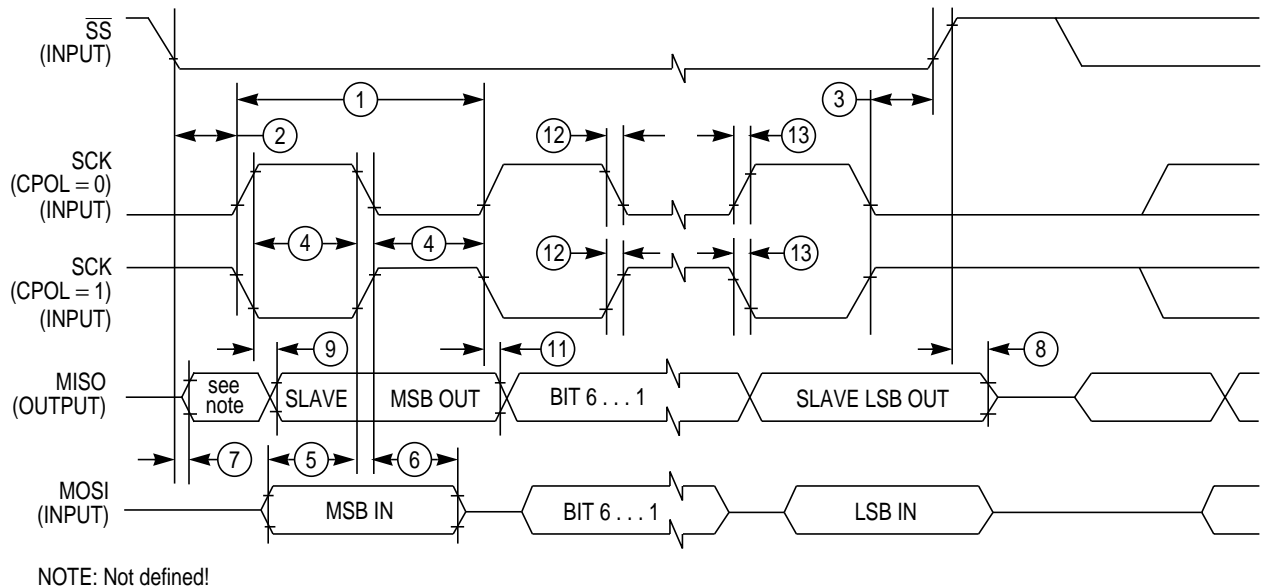 SS
(INPUT)
1
3
2
12
13
SCK
(CPOL = 0)
(INPUT)
4
4
SCK
(CPOL = 1)
(INPUT)
12
13
9
11
8
MISO
(OUTPUT)
see
note
SLAVE
MSB OUT
BIT 6 . . . 1
SLAVE LSB OUT
7
5
6
MOSI
(INPUT)
MSB IN
BIT 6 . . . 1
LSB IN
NOTE: Not defined!